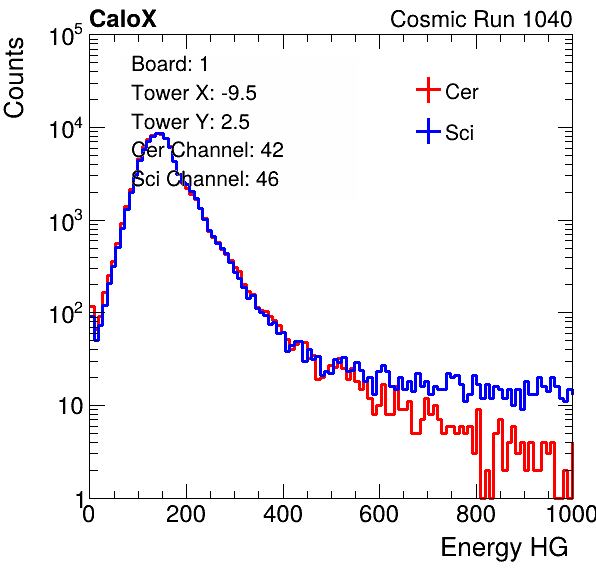 CaloX Cosmic Run 1040
10^5
10^4
10^3
10^2
10
1
Counts
Board: 1
Tower X: -9.5
Tower Y: 2.5
Cer Channel: 42
Sci Channel: 46
Cer
Sci
0 200 400 600 800 1000
Energy HG